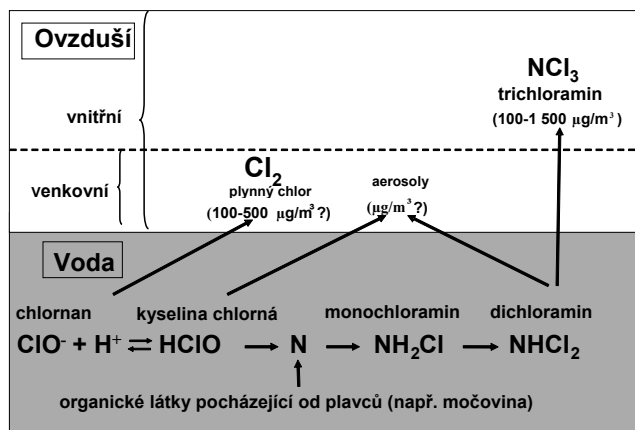 Ovzduší
NCl₃
trichloramin
(100-1 500 µg/m³)
vnitřní
Cl₂
plynný chlor
(100-500 µg/m³?)
aerosoly
(µg/m³?)
venkovní
Voda
chlornan
kyselina chlorná
monochloramin
dichloramin
ClO⁻ + H⁺ ⇌ HClO → N → NH₂Cl → NHCl₂
organické látky pocházející od plavců (např. močovina)